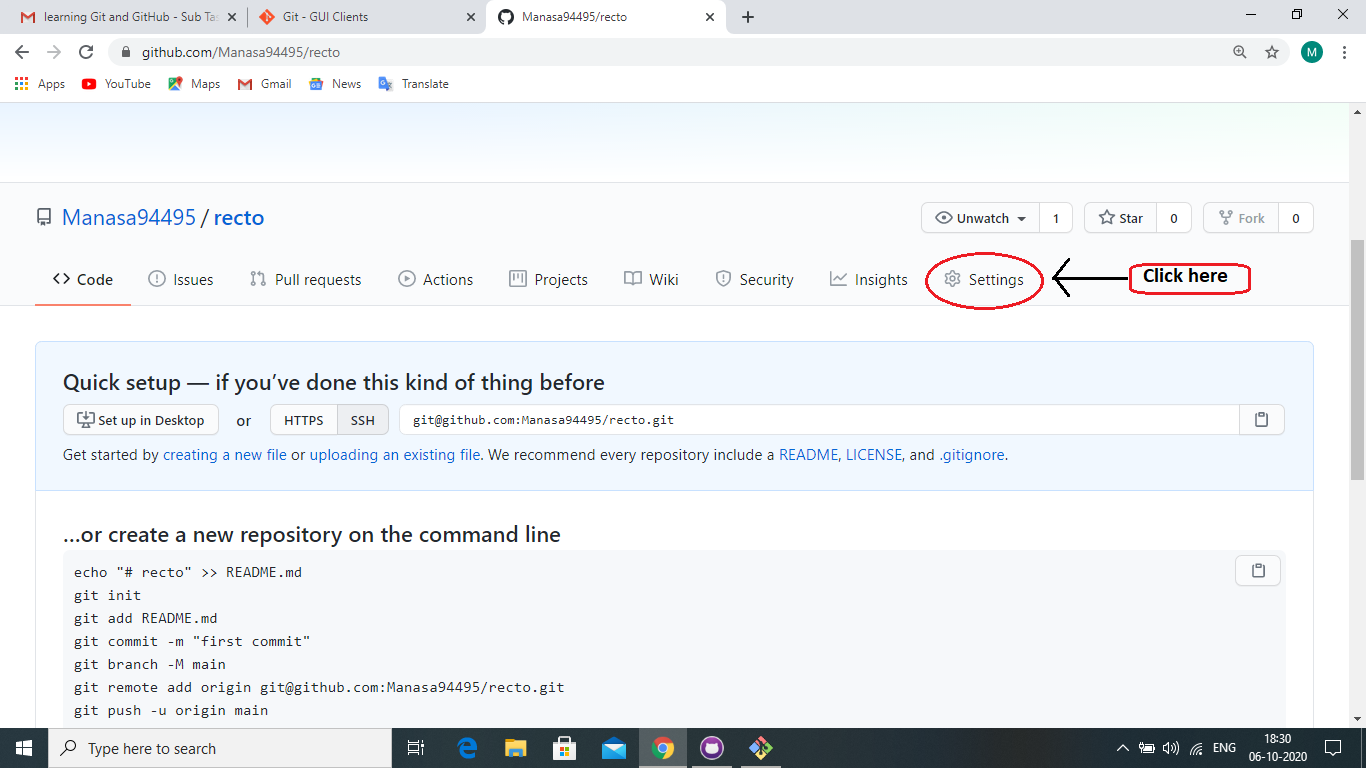 learning Git and GitHub - Sub Tas
Git - GUI Clients
Manasa94495/recto
github.com/Manasa94495/recto
M
Apps YouTube Maps Gmail News Translate
Manasa94495 / recto
Unwatch 1 Star 0 Fork 0
Code Issues Pull requests Actions Projects Wiki Security Insights Settings Click here
Quick setup — if you’ve done this kind of thing before
Set up in Desktop or HTTPS SSH git@github.com:Manasa94495/recto.git
Get started by creating a new file or uploading an existing file. We recommend every repository include a README, LICENSE, and .gitignore.
…or create a new repository on the command line
echo "# recto" >> README.md
git init
git add README.md
git commit -m "first commit"
git branch -M main
git remote add origin git@github.com:Manasa94495/recto.git
git push -u origin main
Type here to search
ENG
18:30
06-10-2020